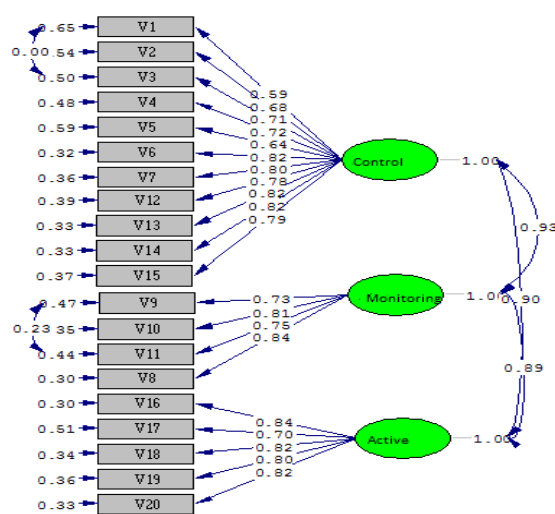 0.65 V1
0.54 V2
0.00
0.50 V3
0.48 V4
0.59 V5
0.32 V6
0.36 V7
0.39 V12
0.33 V13
0.33 V14
0.37 V15
0.47 V9
0.35 V10
0.23
0.44 V11
0.30 V8
0.30 V16
0.51 V17
0.34 V18
0.36 V19
0.33 V20
0.59
0.68
0.71
0.72
0.64
0.82
0.80
0.78
0.82
0.82
0.79
Control 1.00
0.73
0.81
0.75
0.84
Monitoring 1.00
0.84
0.70
0.82
0.80
0.82
Active 1.00
0.93
0.90
0.89